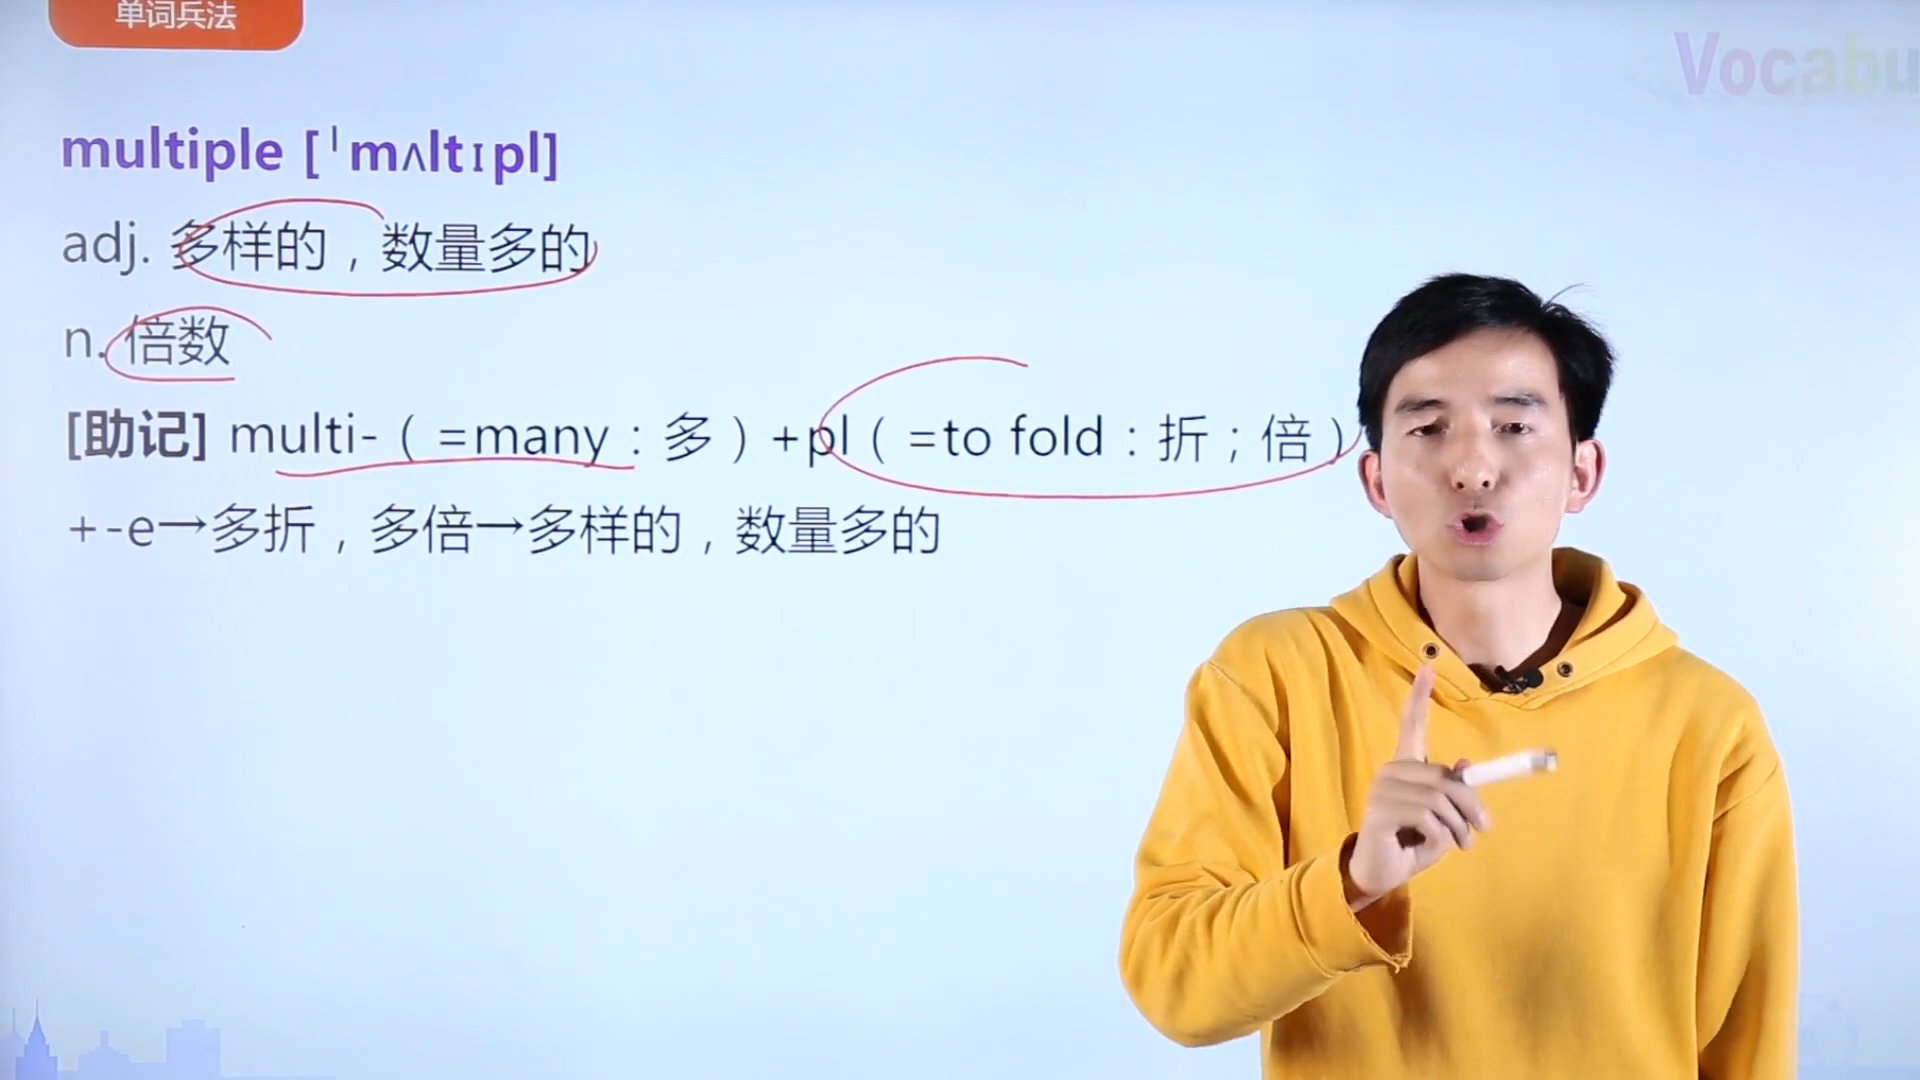 单词兵法
Vocabu
multiple [ˈmʌltɪpl]
adj. 多样的，数量多的
n. 倍数
[助记] multi-（=many：多）+pl（=to fold：折；倍）
+-e→多折，多倍→多样的，数量多的